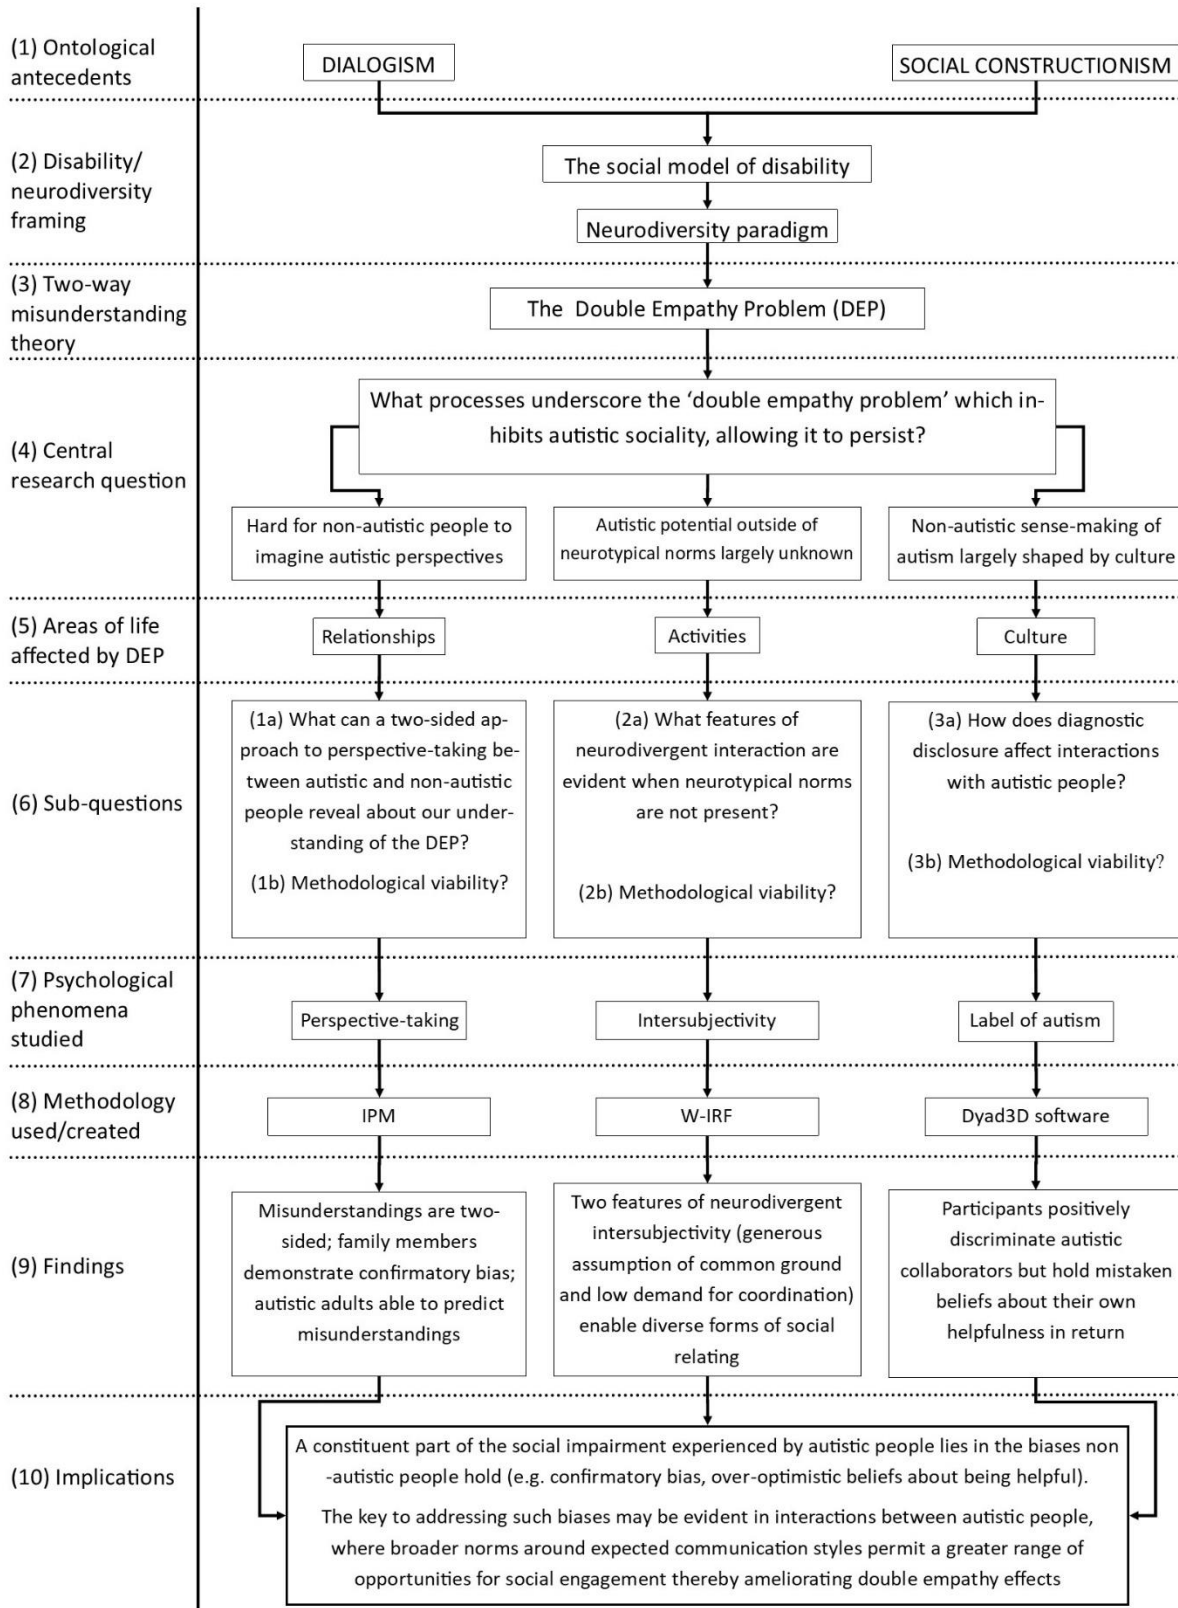 (1) Ontological
antecedents
DIALOGISM
SOCIAL CONSTRUCTIONISM
(2) Disability/
neurodiversity
framing
The social model of disability
Neurodiversity paradigm
(3) Two-way
misunderstanding
theory
The Double Empathy Problem (DEP)
(4) Central
research question
What processes underscore the ‘double empathy problem’ which in-
hibits autistic sociality, allowing it to persist?
Hard for non-autistic people to
imagine autistic perspectives
Autistic potential outside of
neurotypical norms largely unknown
Non-autistic sense-making of
autism largely shaped by culture
(5) Areas of life
affected by DEP
Relationships
Activities
Culture
(6) Sub-questions
(1a) What can a two-sided ap-
proach to perspective-taking be-
tween autistic and non-autistic
people reveal about our under-
standing of the DEP?
(1b) Methodological viability?
(2a) What features of
neurodivergent interaction are
evident when neurotypical norms
are not present?
(2b) Methodological viability?
(3a) How does diagnostic
disclosure affect interactions
with autistic people?
(3b) Methodological viability?
(7) Psychological
phenomena
studied
Perspective-taking
Intersubjectivity
Label of autism
(8) Methodology
used/created
IPM
W-IRF
Dyad3D software
(9) Findings
Misunderstandings are two-
sided; family members
demonstrate confirmatory bias;
autistic adults able to predict
misunderstandings
Two features of neurodivergent
intersubjectivity (generous
assumption of common ground
and low demand for coordination)
enable diverse forms of social
relating
Participants positively
discriminate autistic
collaborators but hold mistaken
beliefs about their own
helpfulness in return
(10) Implications
A constituent part of the social impairment experienced by autistic people lies in the biases non
-autistic people hold (e.g. confirmatory bias, over-optimistic beliefs about being helpful).
The key to addressing such biases may be evident in interactions between autistic people,
where broader norms around expected communication styles permit a greater range of
opportunities for social engagement thereby ameliorating double empathy effects